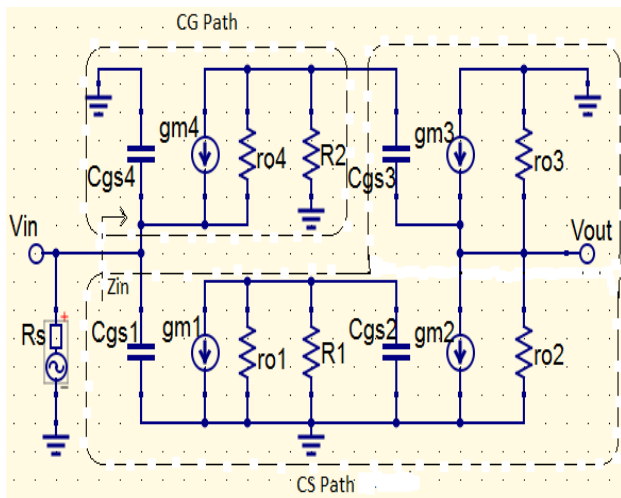 CG Path
gm4
gm3
Cgs4
ro4
R2
Cgs3
ro3
Vin
Vout
Zin
Rs
+
-
Cgs1
gm1
ro1
R1
Cgs2
gm2
ro2
CS Path